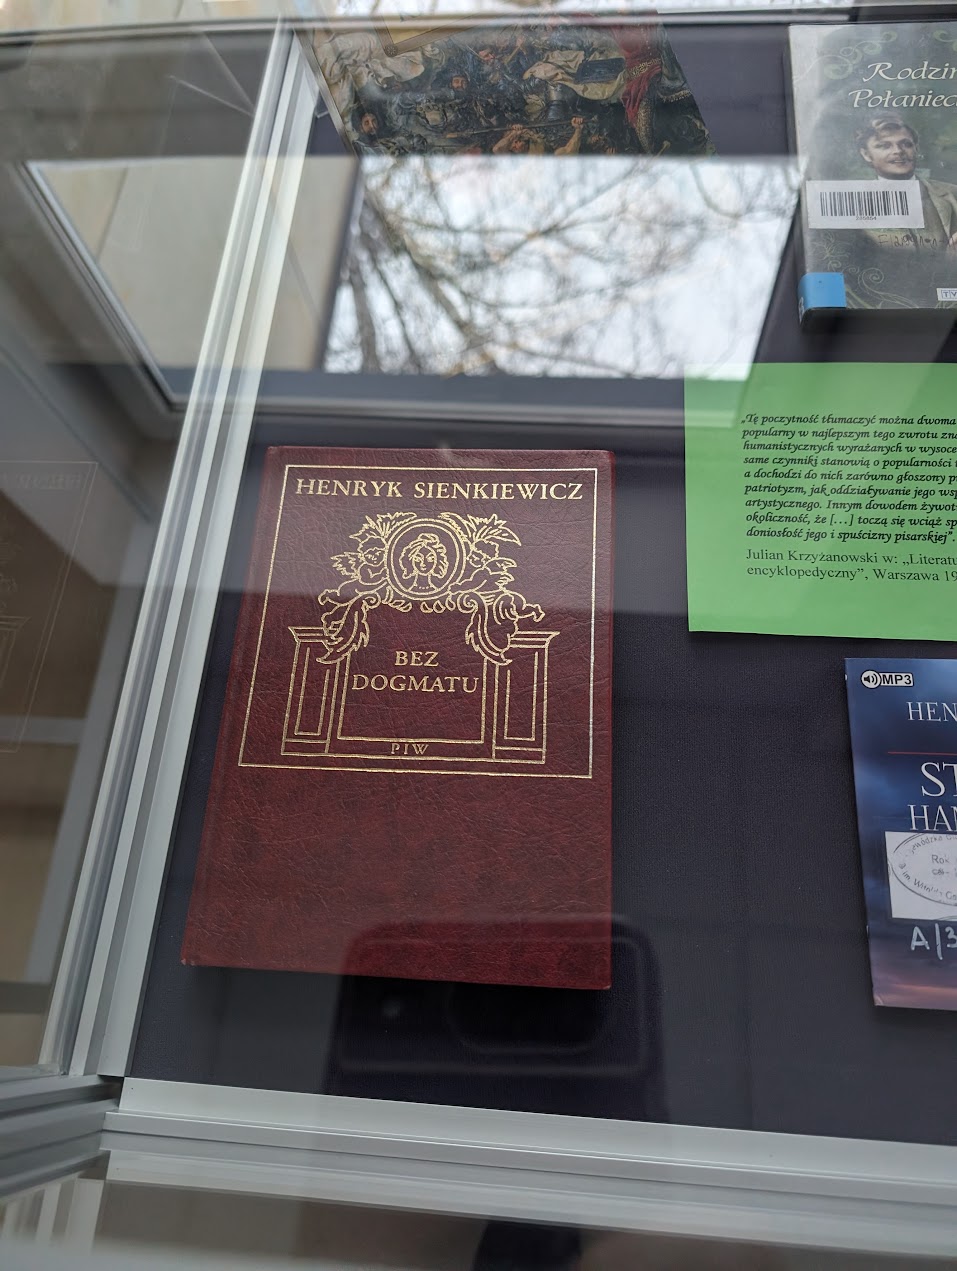 Rodzin
Połaniec
HENRYK SIENKIEWICZ
BEZ
DOGMATU
PIW
„Tę poczytność tłumaczyć można dwoma
popularny w najlepszym tego zwrotu zna
humanistycznych wyrażanych w wysoce
same czynniki stanowią o popularności
a dochodzi do nich zarówno głoszony p
patriotyzm, jak oddziaływanie jego wsp
artystycznego. Innym dowodem żywot
okoliczność, że [...] toczą się wciąż sp
doniosłość jego i spuścizny pisarskiej”.
Julian Krzyżanowski w: „Literatu
encyklopedyczny”, Warszawa 19
MP3
HEN
ST
HAN
Rok
A/3